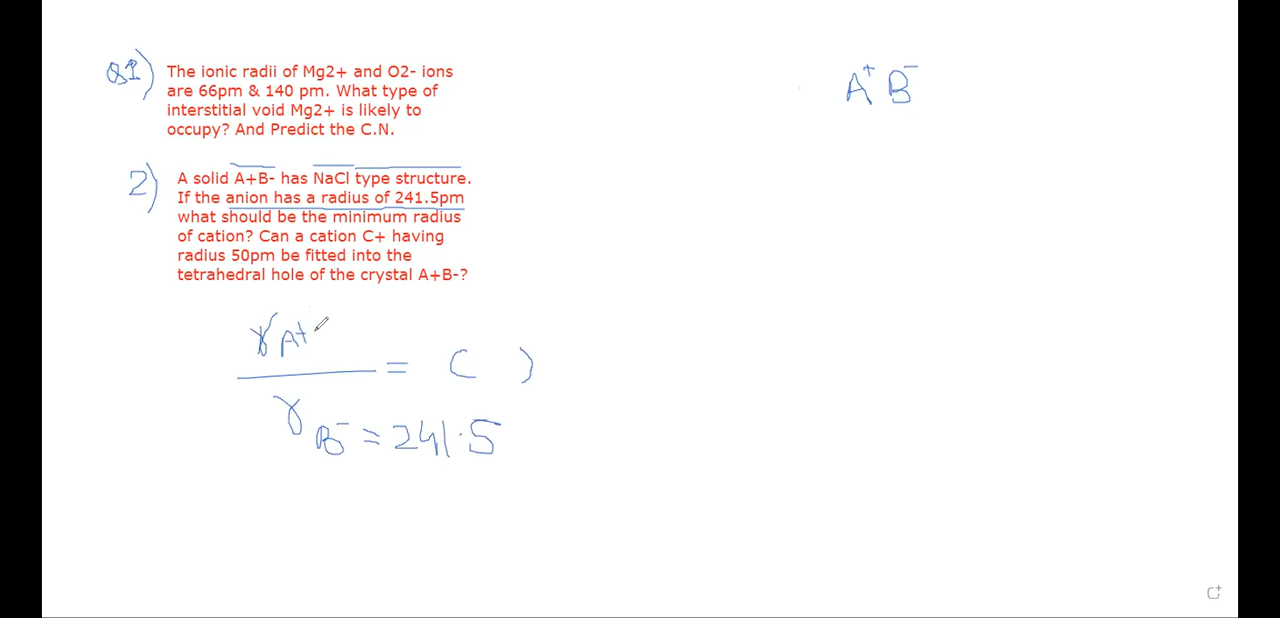 Q1)
The ionic radii of Mg2+ and O2- ions
are 66pm & 140 pm. What type of
interstitial void Mg2+ is likely to
occupy? And Predict the C.N.
A+ B-
2)
A solid A+B- has NaCl type structure.
If the anion has a radius of 241.5pm
what should be the minimum radius
of cation? Can a cation C+ having
radius 50pm be fitted into the
tetrahedral hole of the crystal A+B-?
r A+
= ( )
r B- = 241.5